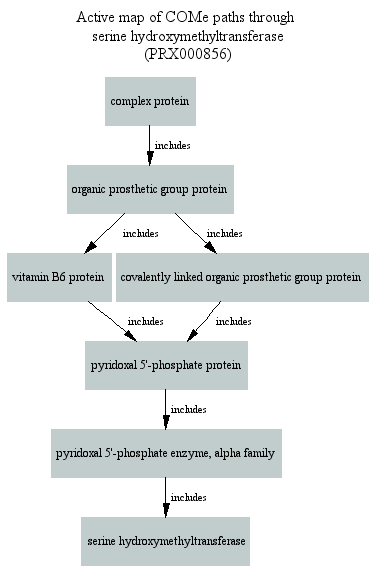 Active map of COMe paths through
serine hydroxymethyltransferase
(PRX000856)
complex protein
includes
organic prosthetic group protein
includes
includes
vitamin B6 protein
covalently linked organic prosthetic group protein
includes
includes
pyridoxal 5'-phosphate protein
includes
pyridoxal 5'-phosphate enzyme, alpha family
includes
serine hydroxymethyltransferase